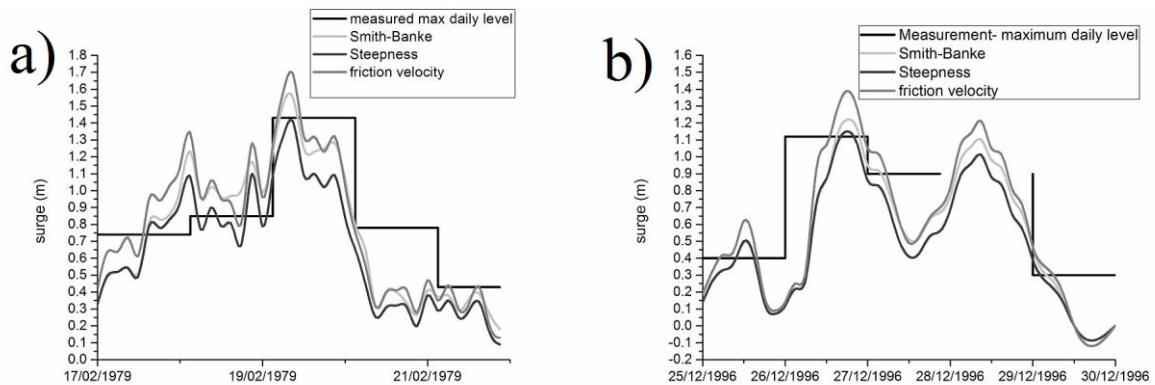 a)
measured max daily level
Smith-Banke
Steepness
friction velocity
surge (m)
1.8
1.7
1.6
1.5
1.4
1.3
1.2
1.1
1.0
0.9
0.8
0.7
0.6
0.5
0.4
0.3
0.2
0.1
0.0
17/02/1979 19/02/1979 21/02/1979
b)
Measurement- maximum daily level
Smith-Banke
Steepness
friction velocity
surge (m)
1.6
1.5
1.4
1.3
1.2
1.1
1.0
0.9
0.8
0.7
0.6
0.5
0.4
0.3
0.2
0.1
0.0
-0.1
-0.2
25/12/1996 26/12/1996 27/12/1996 28/12/1996 29/12/1996 30/12/1996